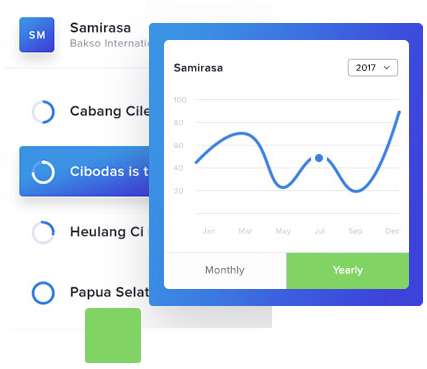 SM
Samirasa
Bakso Internatio
Cabang Cile
Cibodas is t
Heulang Ci
Papua Selat
Samirasa
2017
100
80
60
40
20
Jan Mar May Jul Sep Dec
Monthly Yearly